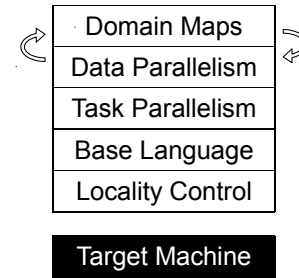 Domain Maps
Data Parallelism
Task Parallelism
Base Language
Locality Control
Target Machine